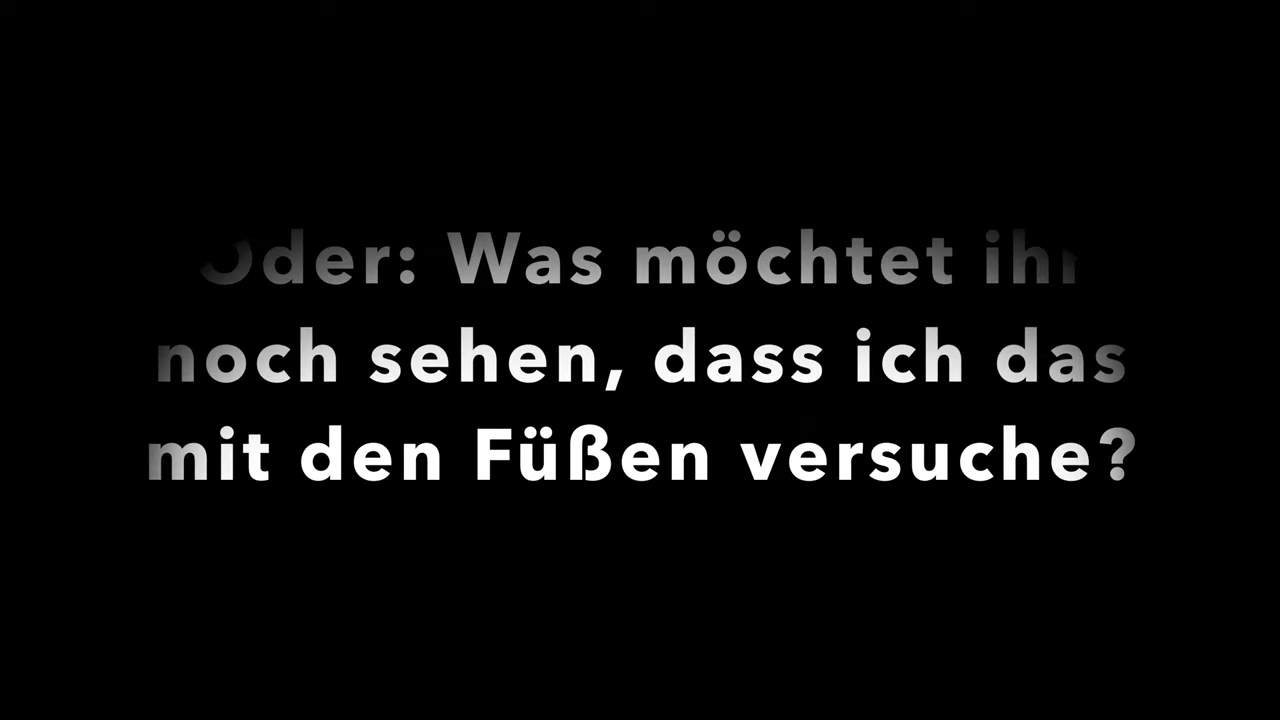 Oder: Was möchtet ihr
noch sehen, dass ich das
mit den Füßen versuche?